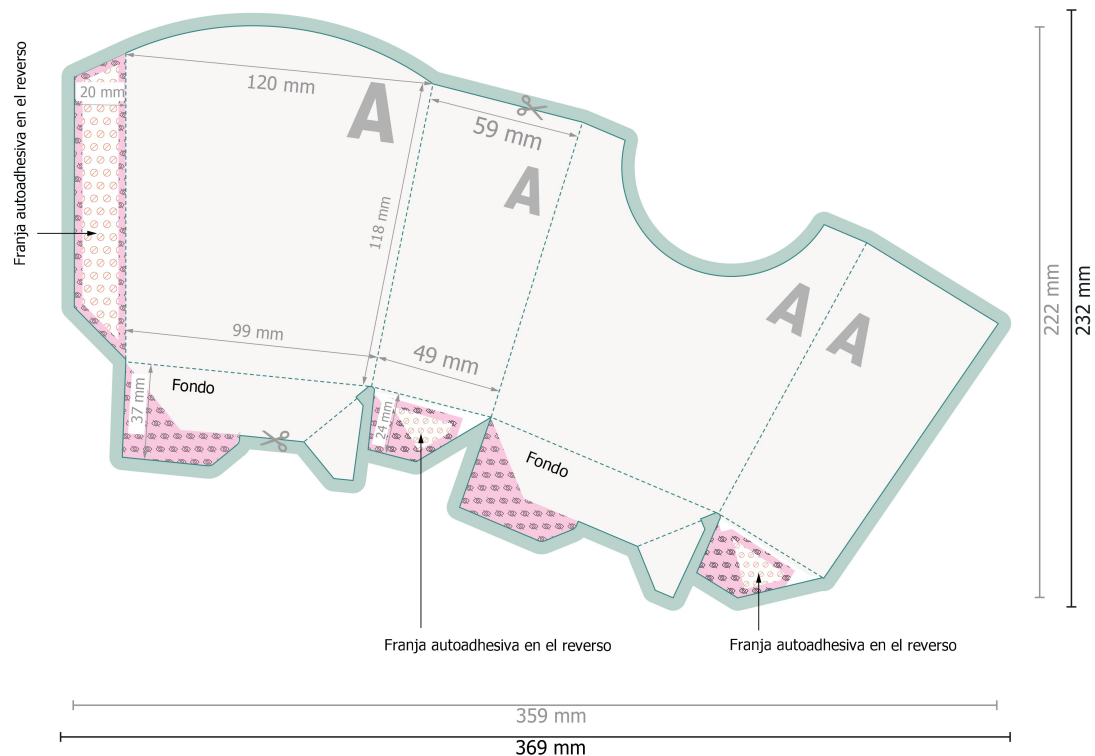 Franja autoadhesiva en el reverso
20 mm
120 mm
A
59 mm
A
118 mm
99 mm
49 mm
A
A
222 mm
232 mm
37 mm
Fondo
24 mm
Fondo
Franja autoadhesiva en el reverso
Franja autoadhesiva en el reverso
359 mm
369 mm